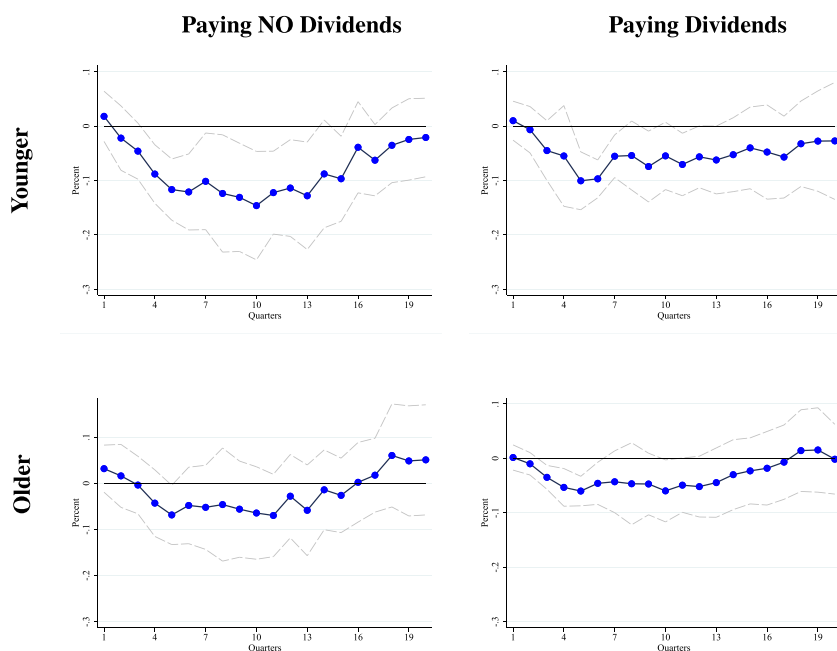 Paying NO Dividends
Paying Dividends
Younger
Percent
.1
0
-.1
-.2
-.3
1 4 7 10 13 16 19
Quarters
Percent
.1
0
-.1
-.2
-.3
1 4 7 10 13 16 19
Quarters
Older
Percent
.1
0
-.1
-.2
-.3
1 4 7 10 13 16 19
Quarters
Percent
.1
0
-.1
-.2
-.3
1 4 7 10 13 16 19
Quarters